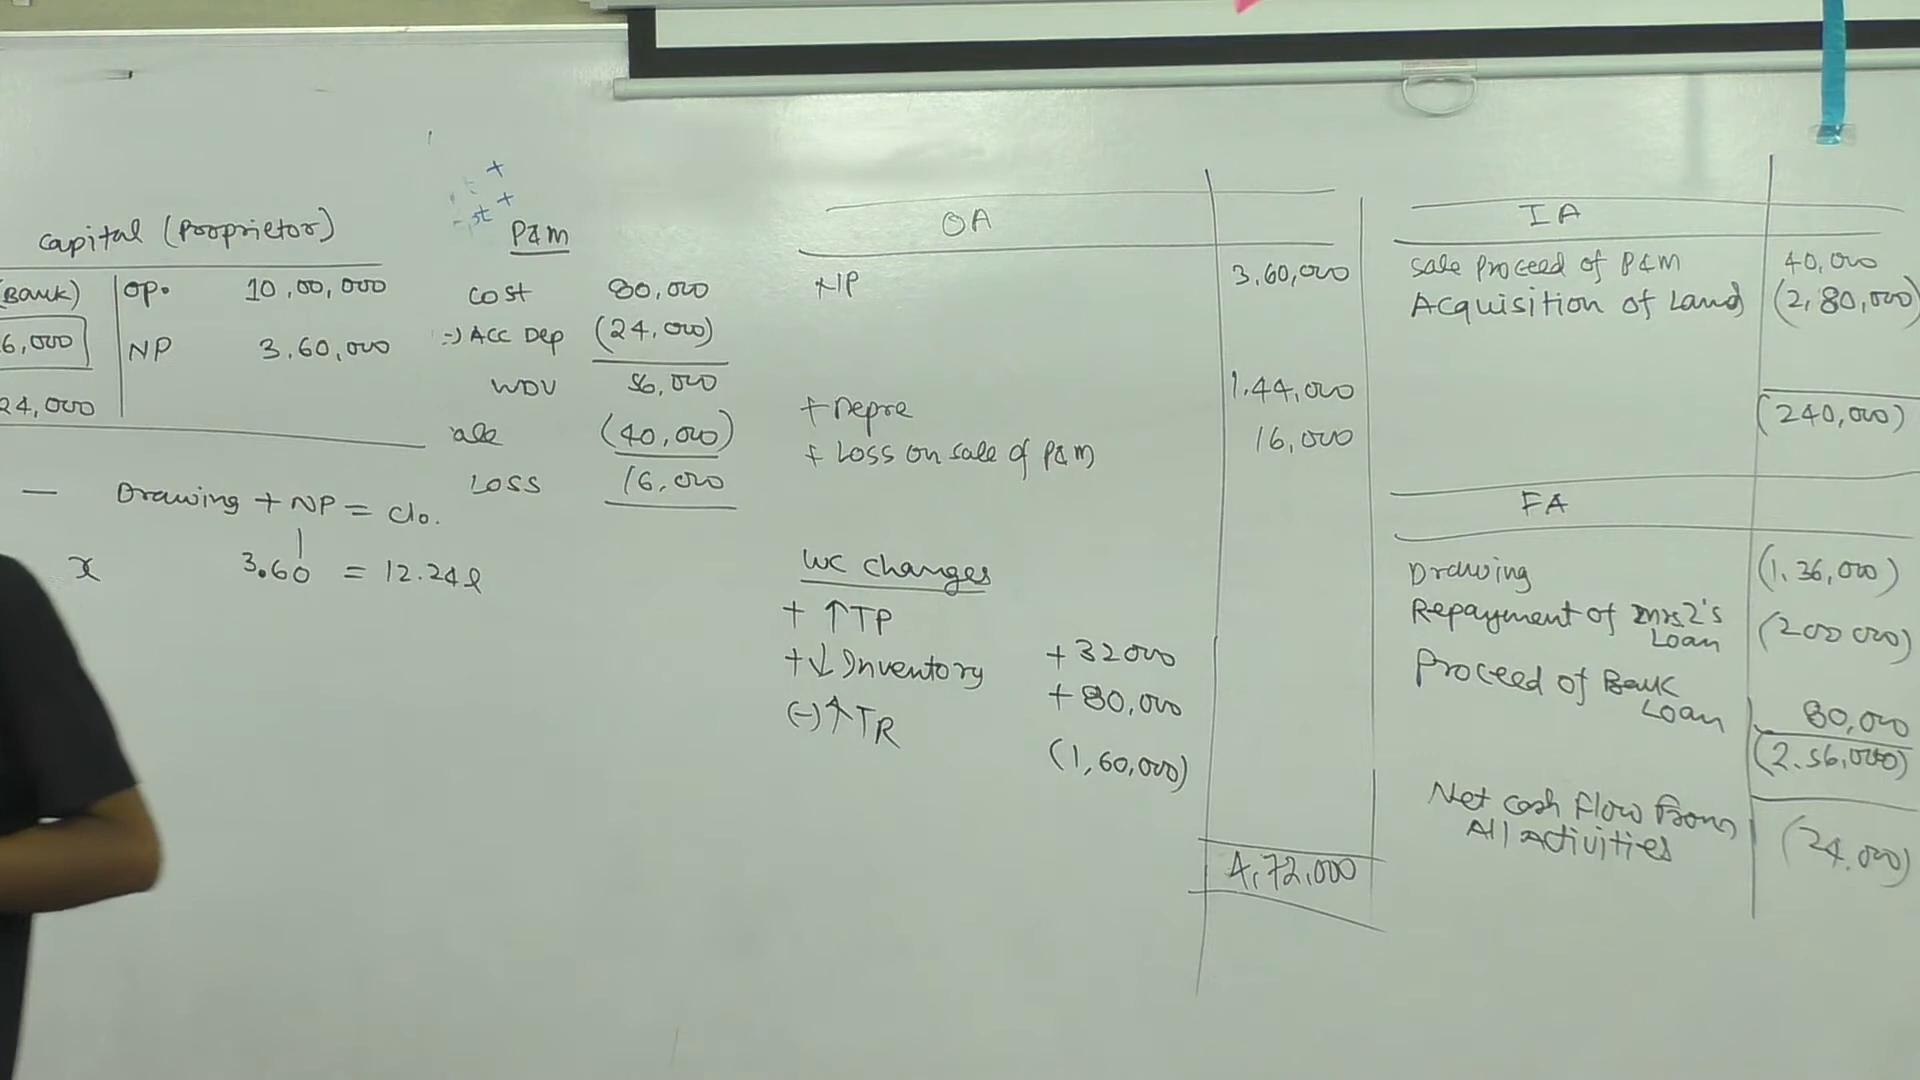 Capital (Proprietor)
(Bank) | op. 10,00,000
6,000 | NP 3.60,000
24,000
— Drawing + NP = clo.
x 3.60 = 12.24l
P&M
cost 80,000
-) Acc Dep (24,000)
WDV 56,000
ale (40,000)
Loss 16,000
OA
NP 3,60,000
+ Depre 1,44,000
+ Loss on sale of P&M 16,000
WC changes
+ ↑TP +32000
+↓ Inventory +80,000
(-)↑TR (1,60,000)
4,72,000
IA
Sale Proceed of P&M 40,000
Acquisition of Land (2,80,000)
(240,000)
FA
Drawing (1,36,000)
Repayment of Mrs Z's Loan (200 000)
Proceed of Bank Loan 80,000
(2.56,000)
Net cash flow from All Activities (24.000)